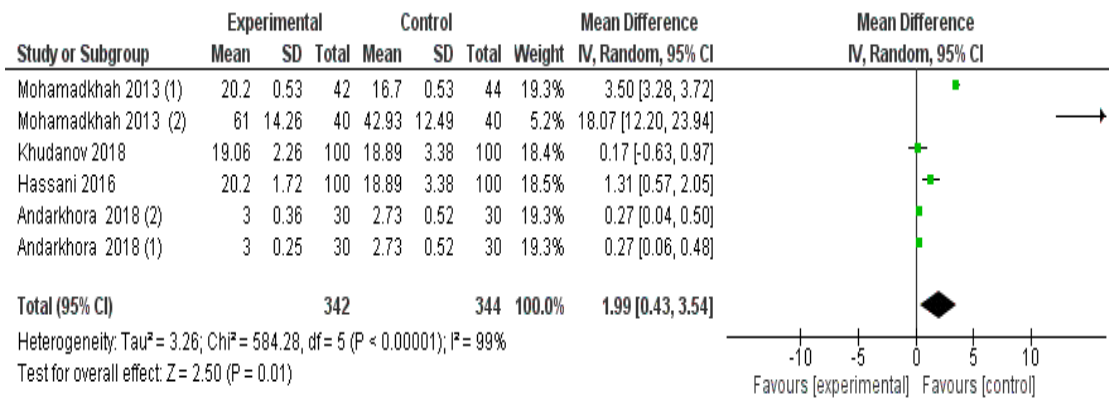 Experimental Control Mean Difference Mean Difference
Study or Subgroup Mean SD Total Mean SD Total Weight IV, Random, 95% CI IV, Random, 95% CI
Mohamadkhah 2013 (1) 20.2 0.53 42 16.7 0.53 44 19.3% 3.50 [3.28, 3.72]
Mohamadkhah 2013 (2) 61 14.26 40 42.93 12.49 40 5.2% 18.07 [12.20, 23.94]
Khudanov 2018 19.06 2.26 100 18.89 3.38 100 18.4% 0.17 [-0.63, 0.97]
Hassani 2016 20.2 1.72 100 18.89 3.38 100 18.5% 1.31 [0.57, 2.05]
Andarkhora 2018 (2) 3 0.36 30 2.73 0.52 30 19.3% 0.27 [0.04, 0.50]
Andarkhora 2018 (1) 3 0.25 30 2.73 0.52 30 19.3% 0.27 [0.06, 0.48]
Total (95% CI) 342 344 100.0% 1.99 [0.43, 3.54]
Heterogeneity: Tau² = 3.26; Chi² = 584.28, df = 5 (P < 0.00001); I² = 99%
Test for overall effect: Z = 2.50 (P = 0.01)
-10 -5 0 5 10
Favours [experimental] Favours [control]